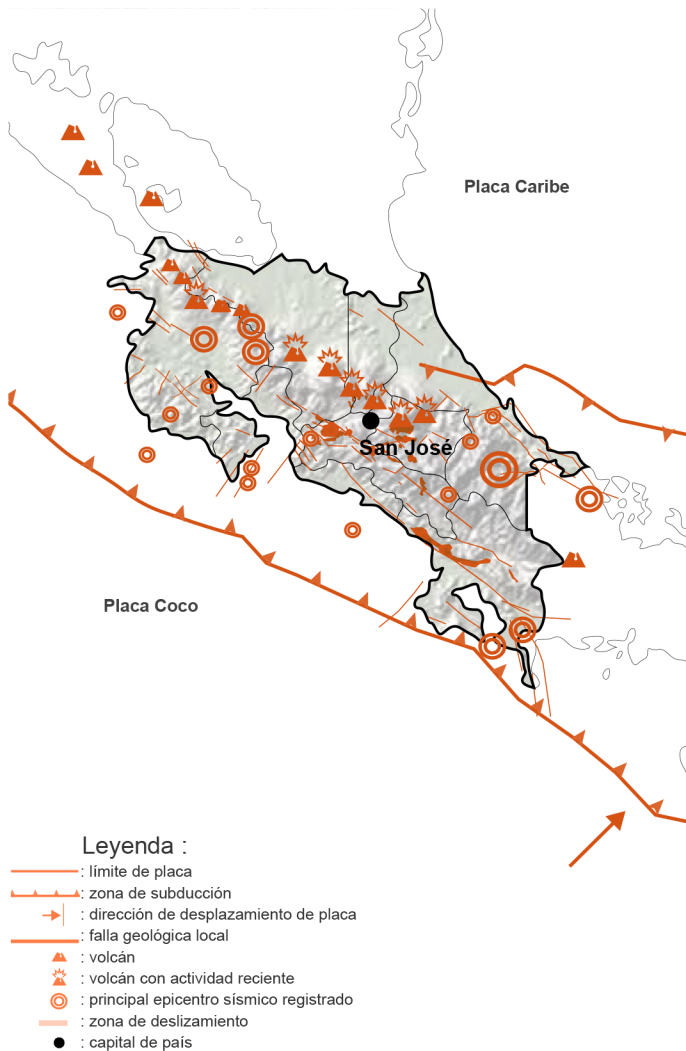 Placa Caribe
San José
Placa Coco
Leyenda :
: límite de placa
: zona de subducción
: dirección de desplazamiento de placa
: falla geológica local
: volcán
: volcán con actividad reciente
: principal epicentro sísmico registrado
: zona de deslizamiento
: capital de país